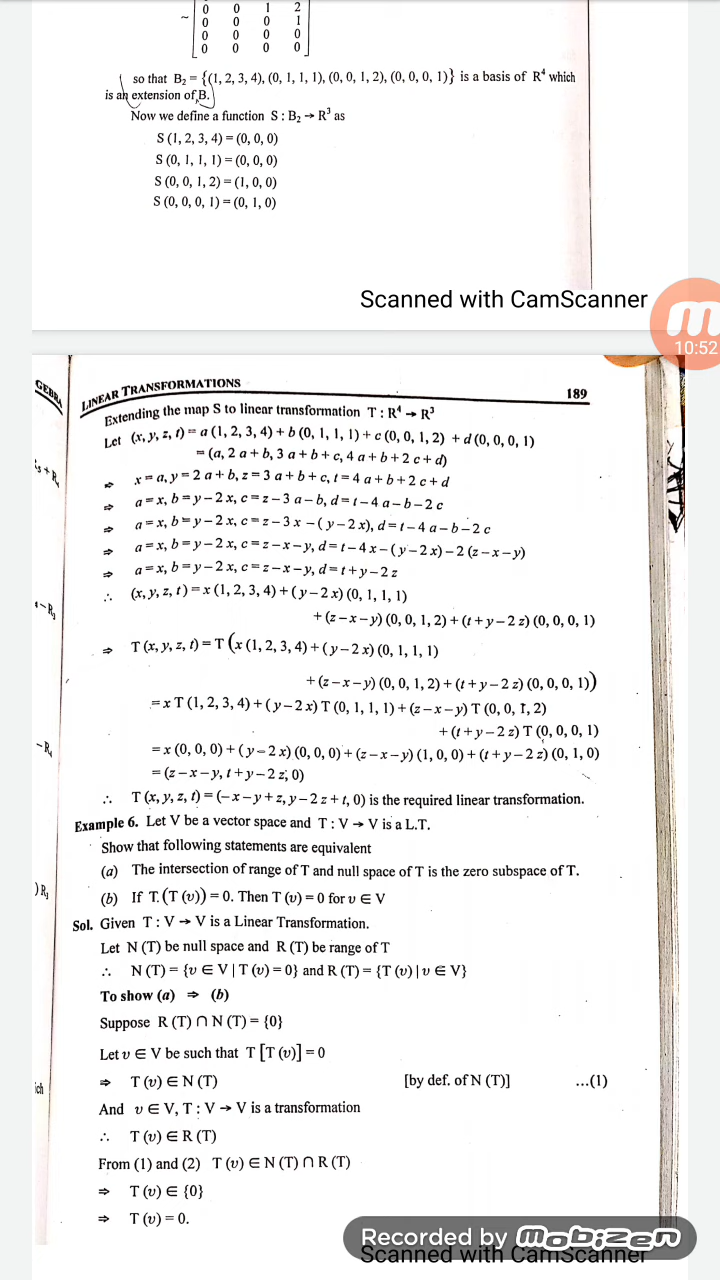 0 0 1 2
~ 0 0 0 1
0 0 0 0
0 0 0 0
so that B₂ = {(1, 2, 3, 4), (0, 1, 1, 1), (0, 0, 1, 2), (0, 0, 0, 1)} is a basis of R⁴ which
is an extension of B.
Now we define a function S : B₂ → R³ as
S (1, 2, 3, 4) = (0, 0, 0)
S (0, 1, 1, 1) = (0, 0, 0)
S (0, 0, 1, 2) = (1, 0, 0)
S (0, 0, 0, 1) = (0, 1, 0)
Scanned with CamScanner
10:52
GEBRA
LINEAR TRANSFORMATIONS 189
Extending the map S to linear transformation T : R⁴ → R³
Let (x, y, z, t) = a (1, 2, 3, 4) + b (0, 1, 1, 1) + c (0, 0, 1, 2) + d (0, 0, 0, 1)
= (a, 2 a + b, 3 a + b + c, 4 a + b + 2 c + d)
⇒ x = a, y = 2 a + b, z = 3 a + b + c, t = 4 a + b + 2 c + d
⇒ a = x, b = y − 2 x, c = z − 3 a − b, d = t − 4 a − b − 2 c
⇒ a = x, b = y − 2 x, c = z − 3 x − ( y − 2 x), d = t − 4 a − b − 2 c
⇒ a = x, b = y − 2 x, c = z − x − y, d = t − 4 x − (y − 2 x) − 2 (z − x − y)
⇒ a = x, b = y − 2 x, c = z − x − y, d = t + y − 2 z
∴ (x, y, z, t) = x (1, 2, 3, 4) + (y − 2 x) (0, 1, 1, 1)
+ (z − x − y) (0, 0, 1, 2) + (t + y − 2 z) (0, 0, 0, 1)
⇒ T (x, y, z, t) = T ( x (1, 2, 3, 4) + (y − 2 x) (0, 1, 1, 1)
+ (z − x − y) (0, 0, 1, 2) + (t + y − 2 z) (0, 0, 0, 1))
= x T (1, 2, 3, 4) + (y − 2 x) T (0, 1, 1, 1) + (z − x − y) T (0, 0, 1, 2)
+ (t + y − 2 z) T (0, 0, 0, 1)
= x (0, 0, 0) + (y − 2 x) (0, 0, 0) + (z − x − y) (1, 0, 0) + (t + y − 2 z) (0, 1, 0)
= (z − x − y, t + y − 2 z, 0)
∴ T (x, y, z, t) = (− x − y + z, y − 2 z + t, 0) is the required linear transformation.
Example 6. Let V be a vector space and T : V → V is a L.T.
Show that following statements are equivalent
(a) The intersection of range of T and null space of T is the zero subspace of T.
(b) If T.(T (υ)) = 0. Then T (υ) = 0 for υ ∈ V
Sol. Given T : V → V is a Linear Transformation.
Let N (T) be null space and R (T) be range of T
∴ N (T) = {υ ∈ V | T (υ) = 0} and R (T) = {T (υ) | υ ∈ V}
To show (a) ⇒ (b)
Suppose R (T) ∩ N (T) = {0}
Let υ ∈ V be such that T [T (υ)] = 0
⇒ T (υ) ∈ N (T) [by def. of N (T)] ...(1)
And υ ∈ V, T : V → V is a transformation
∴ T (υ) ∈ R (T)
From (1) and (2) T (υ) ∈ N (T) ∩ R (T)
⇒ T (υ) ∈ {0}
⇒ T (υ) = 0.
Recorded by MOBIZEN
Scanned with CamScanner